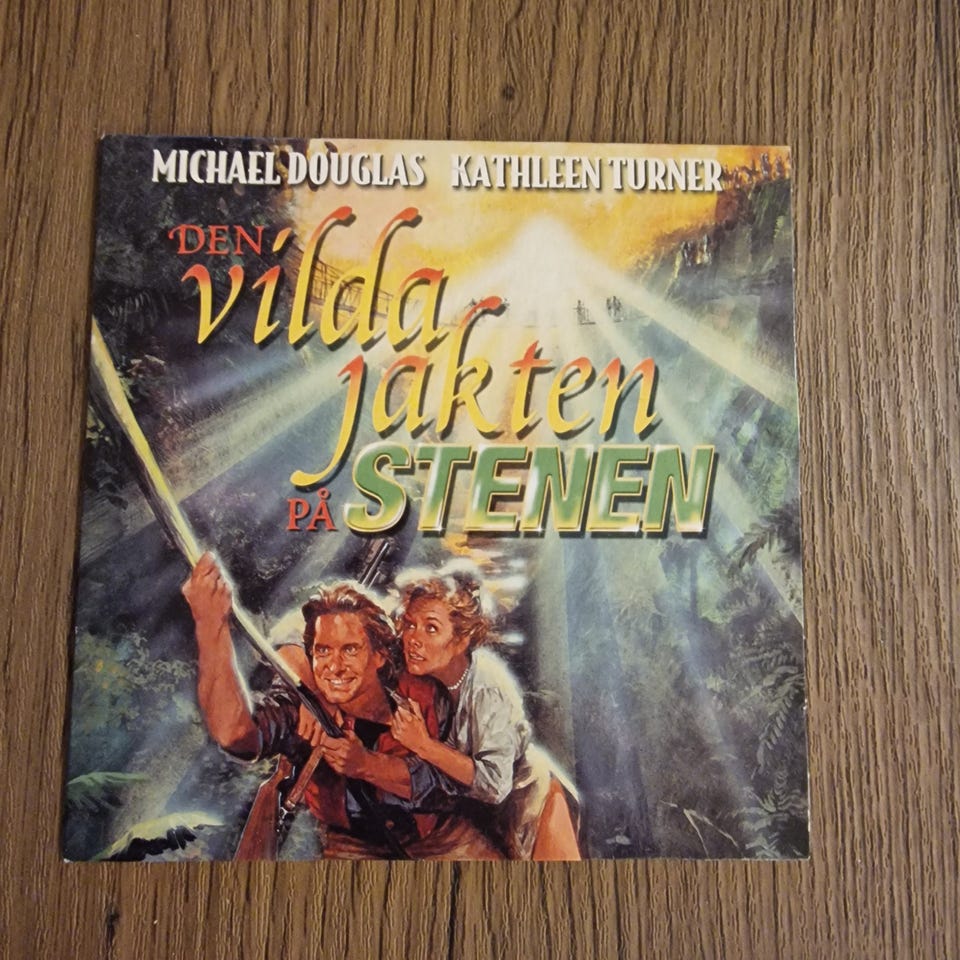 MICHAEL DOUGLAS KATHLEEN TURNER
DEN vilda
jakten
PÅ STENEN